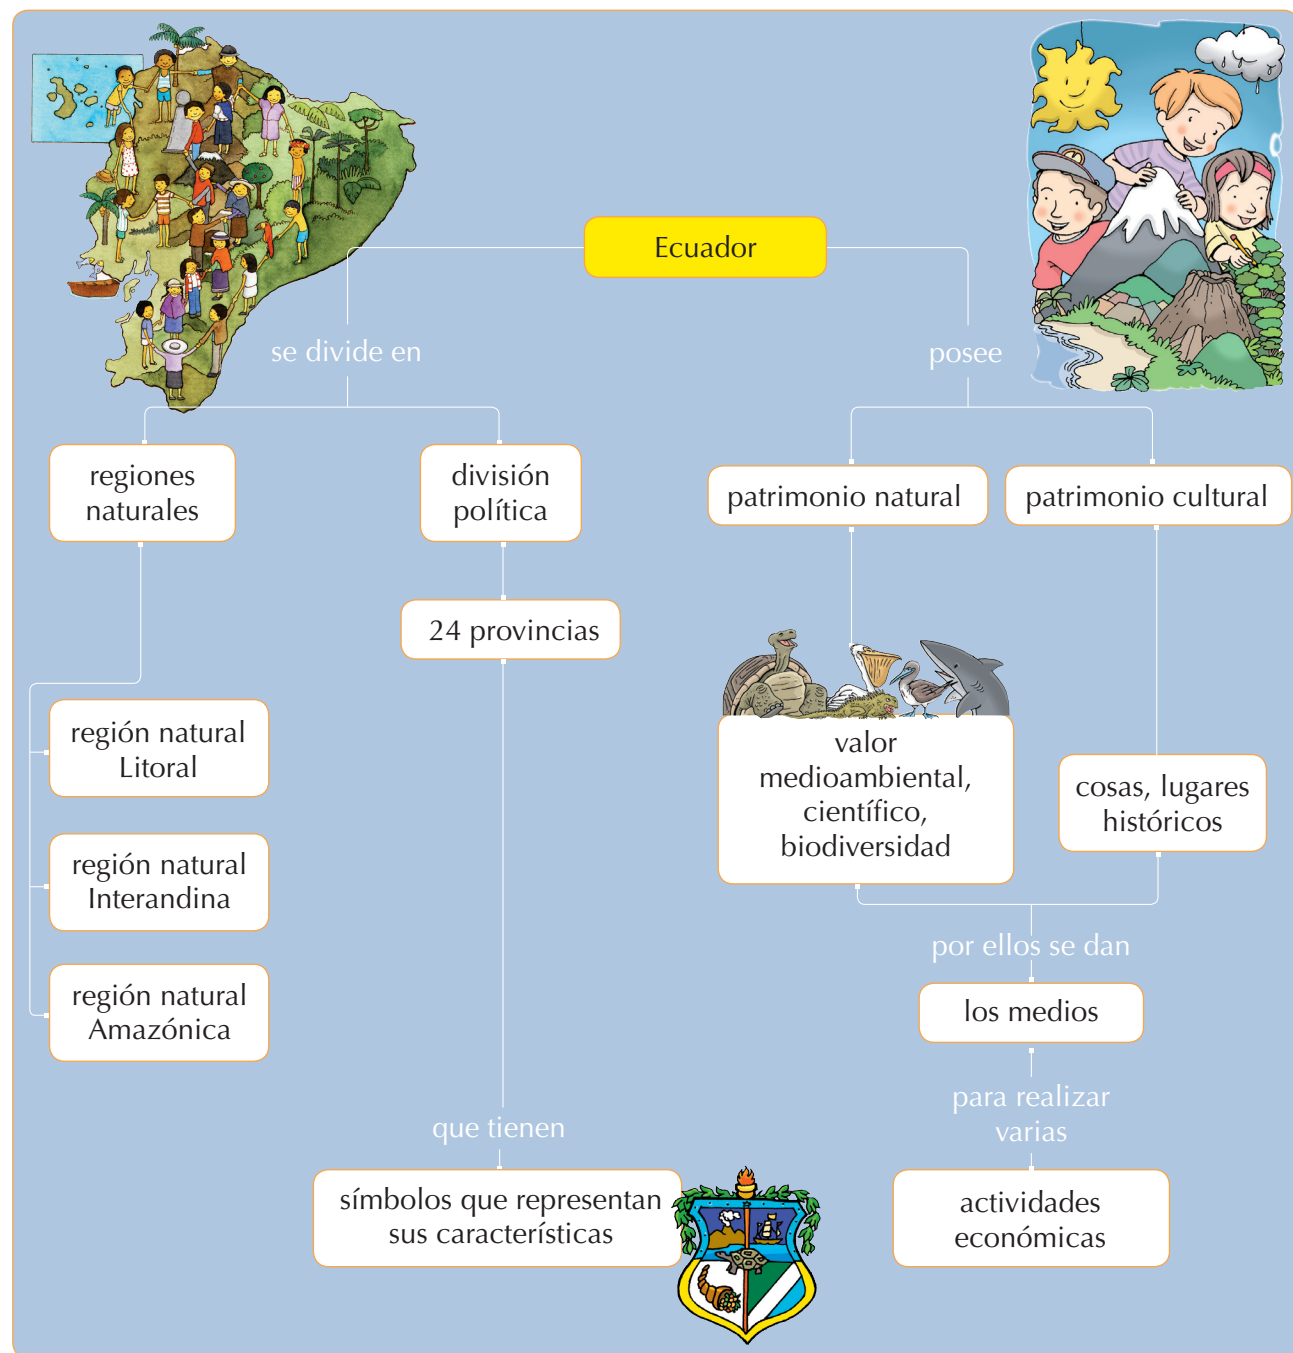 Ecuador
se divide en
posee
regiones
naturales
división
política
patrimonio natural
patrimonio cultural
24 provincias
región natural
Litoral
región natural
Interandina
región natural
Amazónica
valor
medioambiental,
científico,
biodiversidad
cosas, lugares
históricos
por ellos se dan
los medios
para realizar
varias
que tienen
símbolos que representan
sus característícas
actividades
económicas